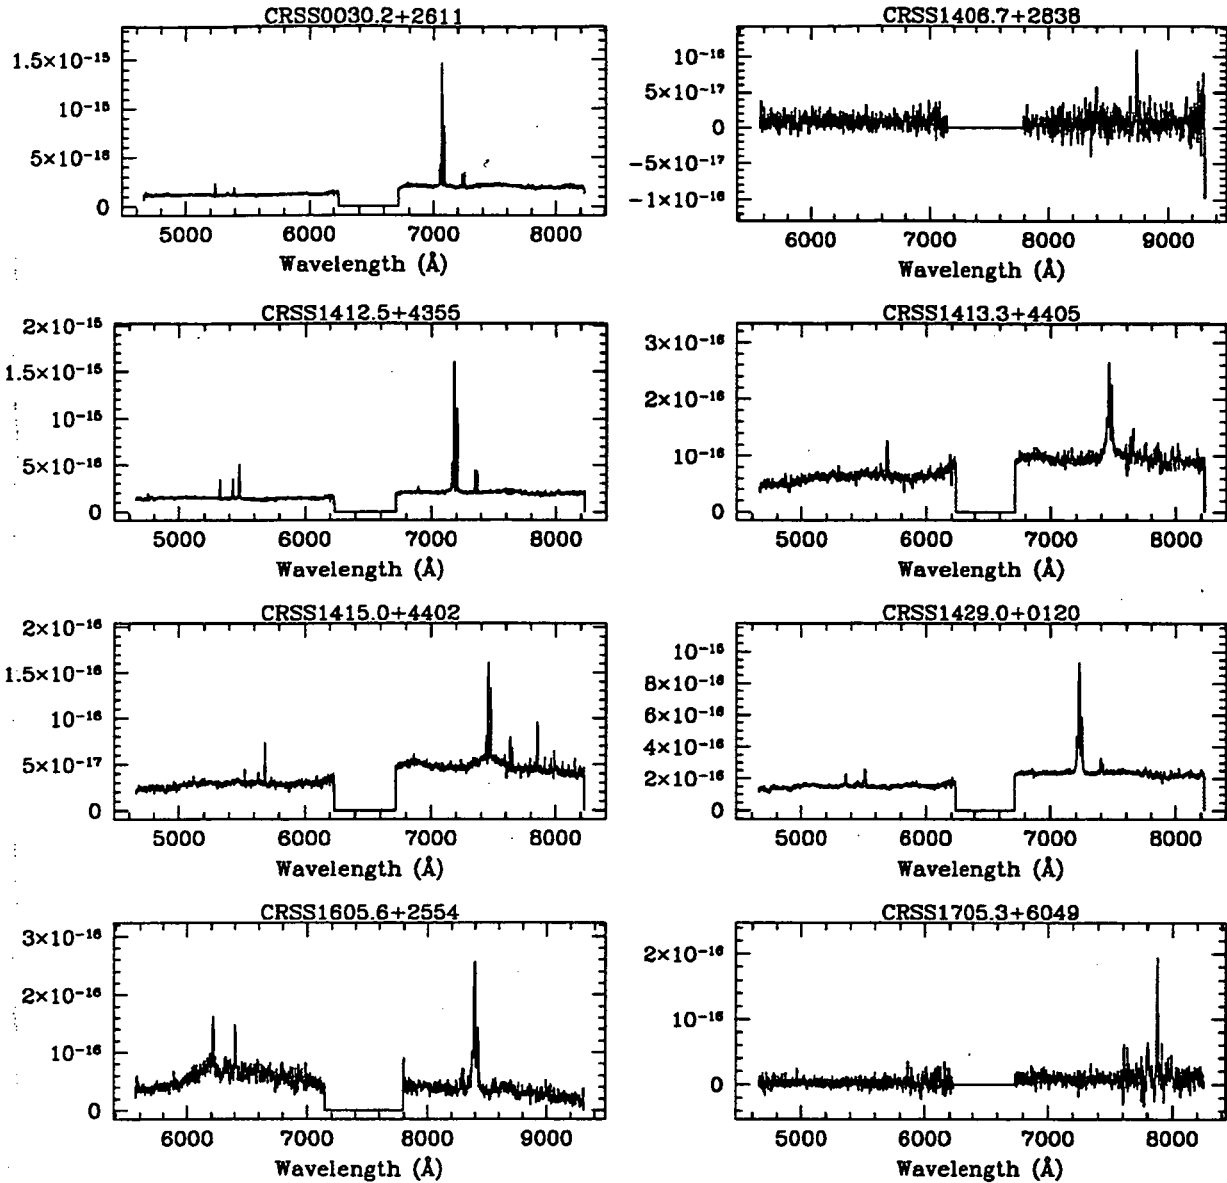 CRSS0030.2+2611
1.5×10⁻¹⁵
10⁻¹⁵
5×10⁻¹⁶
0
5000 6000 7000 8000
Wavelength (Å)
CRSS1406.7+2838
10⁻¹⁶
5×10⁻¹⁷
0
−5×10⁻¹⁷
−1×10⁻¹⁶
6000 7000 8000 9000
Wavelength (Å)
CRSS1412.5+4355
2×10⁻¹⁵
1.5×10⁻¹⁵
10⁻¹⁵
5×10⁻¹⁶
0
5000 6000 7000 8000
Wavelength (Å)
CRSS1413.3+4405
3×10⁻¹⁶
2×10⁻¹⁶
10⁻¹⁶
0
5000 6000 7000 8000
Wavelength (Å)
CRSS1415.0+4402
2×10⁻¹⁶
1.5×10⁻¹⁶
10⁻¹⁶
5×10⁻¹⁷
0
5000 6000 7000 8000
Wavelength (Å)
CRSS1429.0+0120
10⁻¹⁵
8×10⁻¹⁶
6×10⁻¹⁶
4×10⁻¹⁶
2×10⁻¹⁶
0
5000 6000 7000 8000
Wavelength (Å)
CRSS1605.6+2554
3×10⁻¹⁶
2×10⁻¹⁶
10⁻¹⁶
0
6000 7000 8000 9000
Wavelength (Å)
CRSS1705.3+6049
2×10⁻¹⁶
10⁻¹⁶
0
5000 6000 7000 8000
Wavelength (Å)